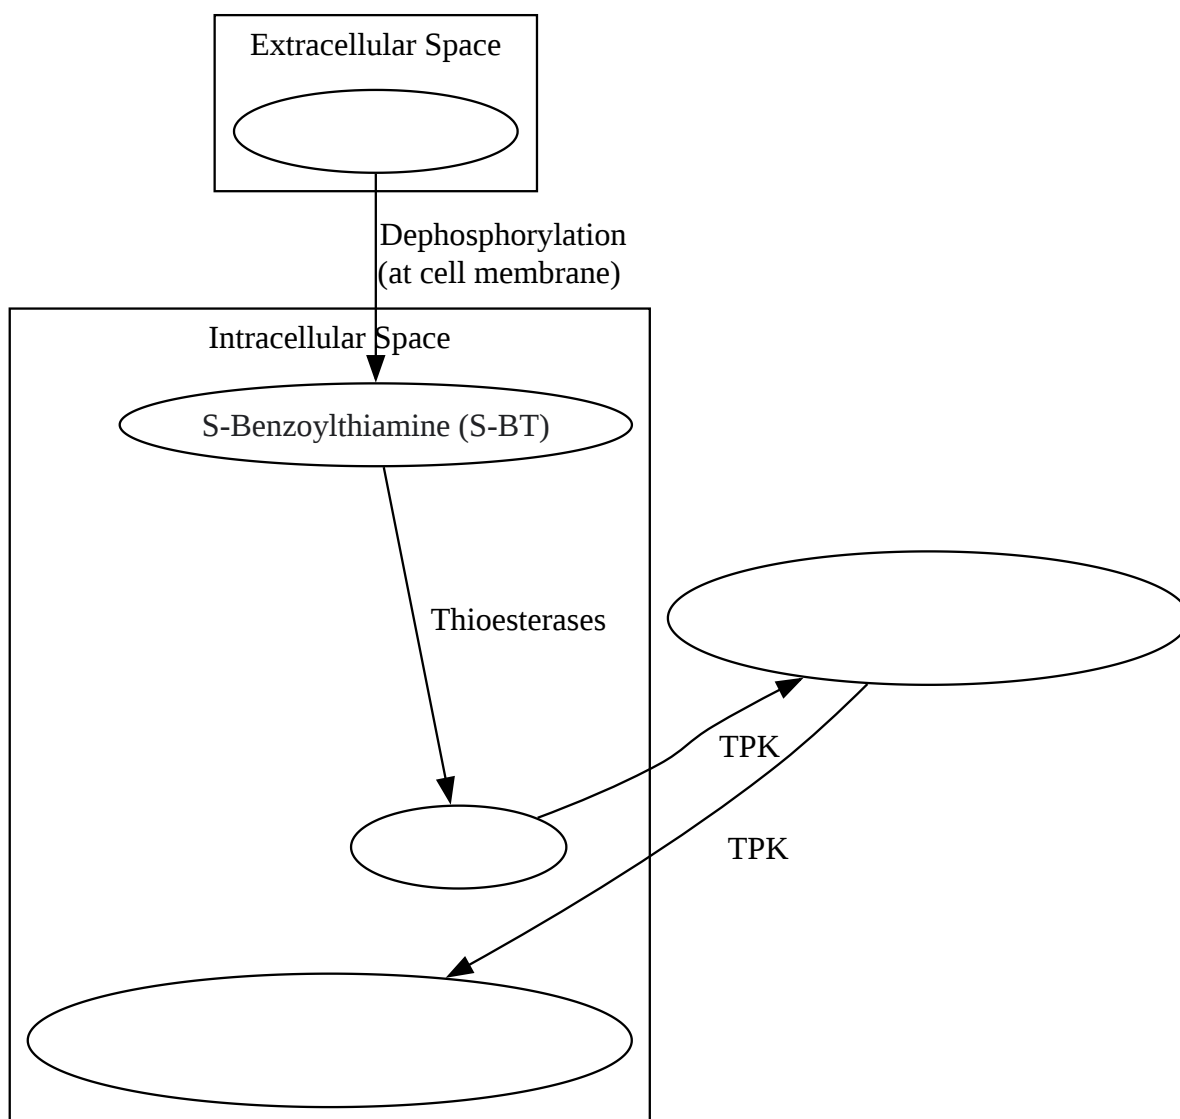 Extracellular Space
Dephosphorylation
(at cell membrane)
Intracellular Space
S-Benzoylthiamine (S-BT)
Thioesterases
TPK
TPK